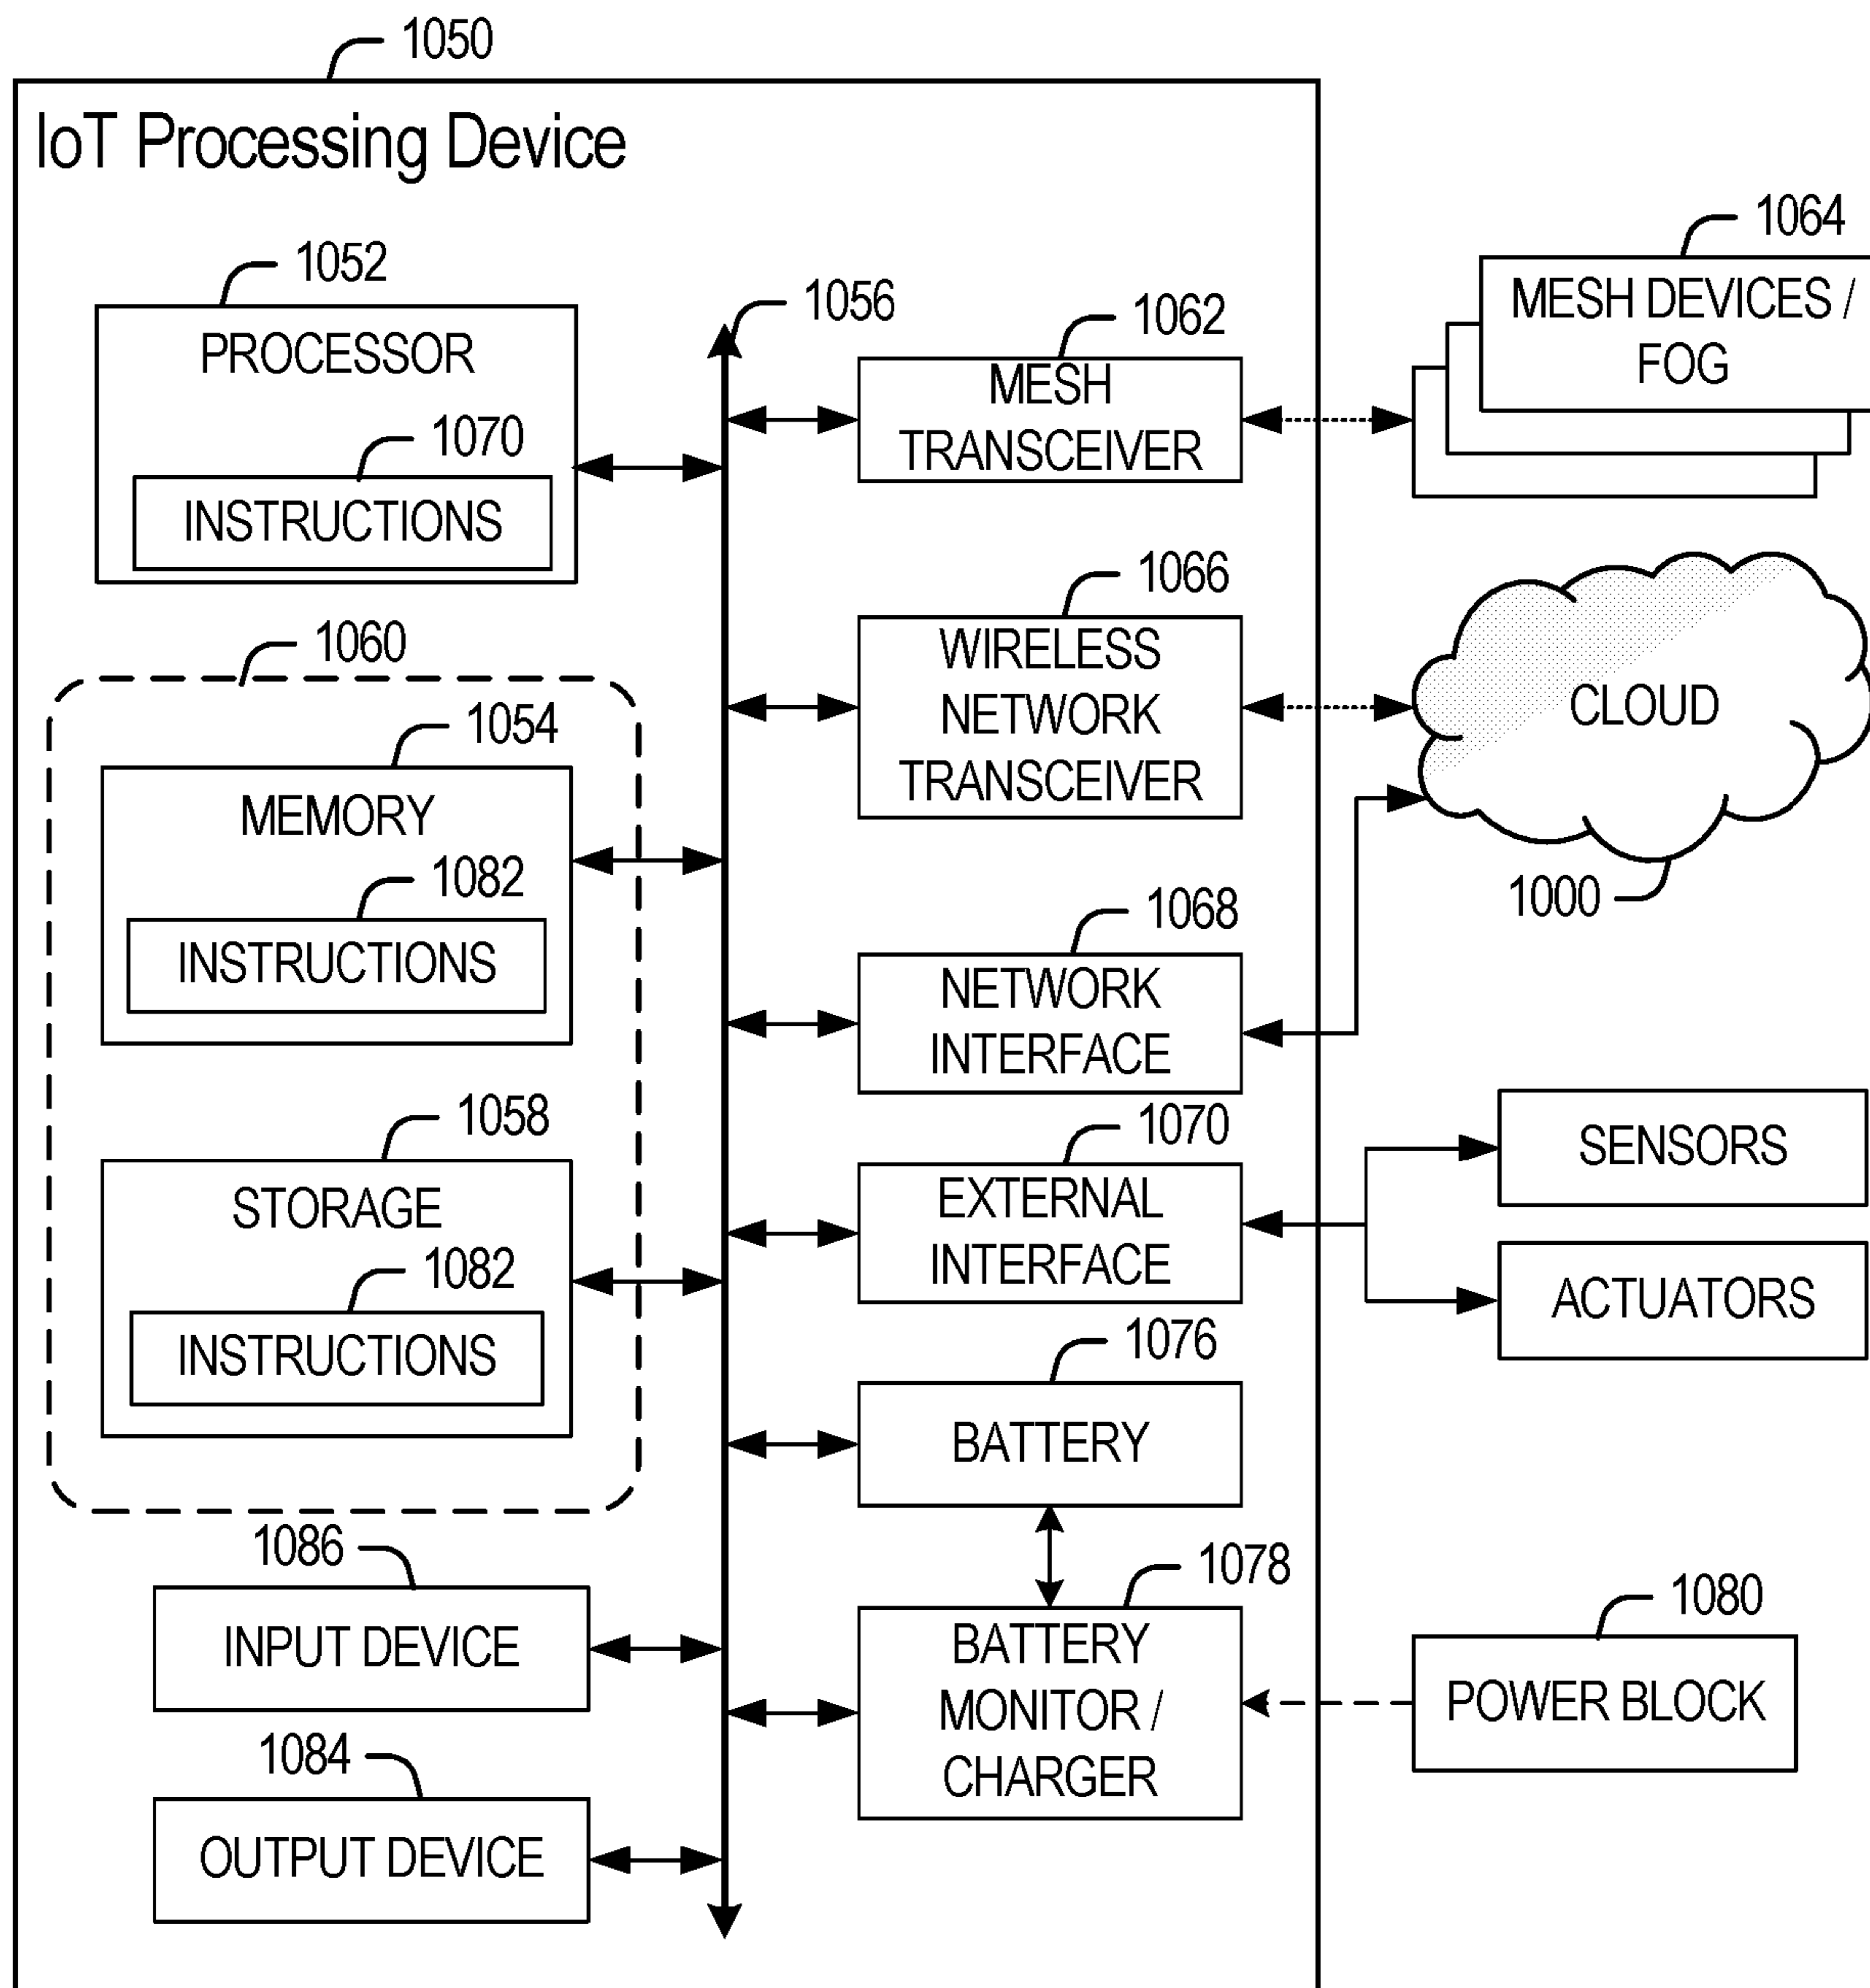 1050
IoT Processing Device
1052
PROCESSOR
1070
INSTRUCTIONS
1060
1054
MEMORY
1082
INSTRUCTIONS
1058
STORAGE
1082
INSTRUCTIONS
1086
INPUT DEVICE
1084
OUTPUT DEVICE
1056
1062
MESH
TRANSCEIVER
1066
WIRELESS
NETWORK
TRANSCEIVER
1068
NETWORK
INTERFACE
1070
EXTERNAL
INTERFACE
1076
BATTERY
1078
BATTERY
MONITOR /
CHARGER
1064
MESH DEVICES /
FOG
CLOUD
1000
SENSORS
ACTUATORS
1080
POWER BLOCK